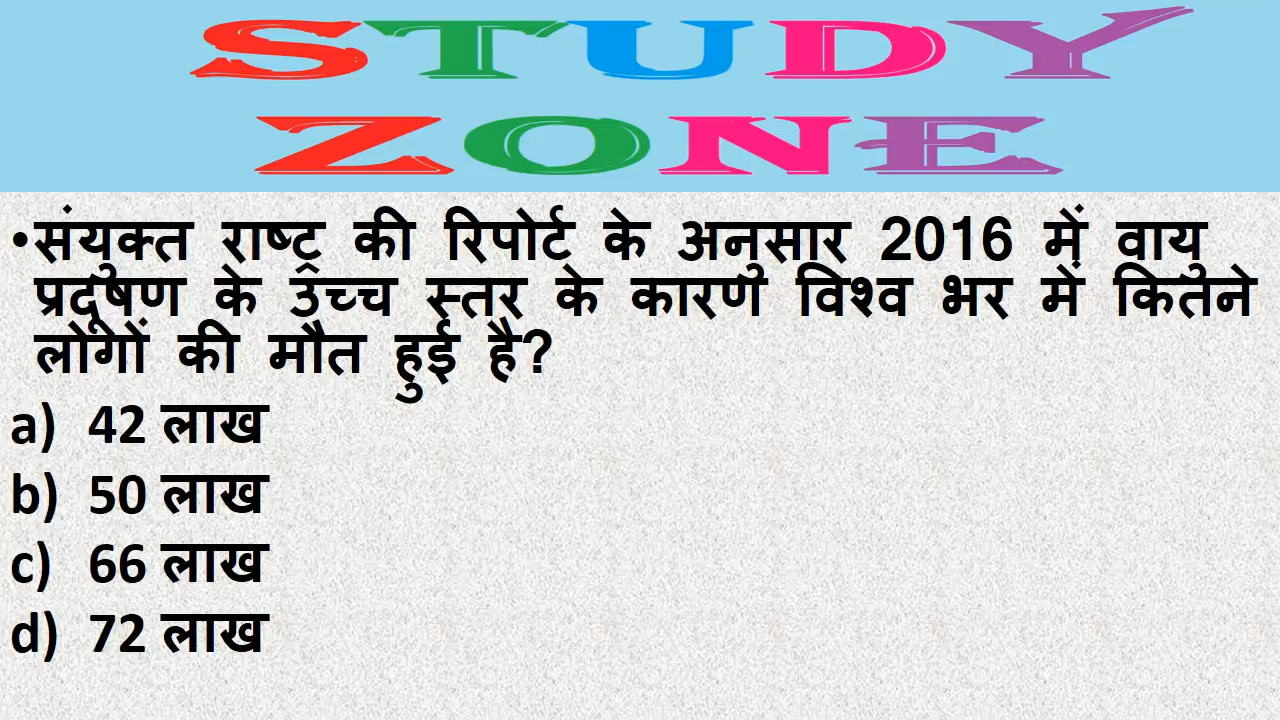 STUDY
ZONE
•संयुक्त राष्ट्र की रिपोर्ट के अनुसार 2016 में वायु
प्रदूषण के उच्च स्तर के कारण विश्व भर में कितने
लोगों की मौत हुई है?
a) 42 लाख
b) 50 लाख
c) 66 लाख
d) 72 लाख